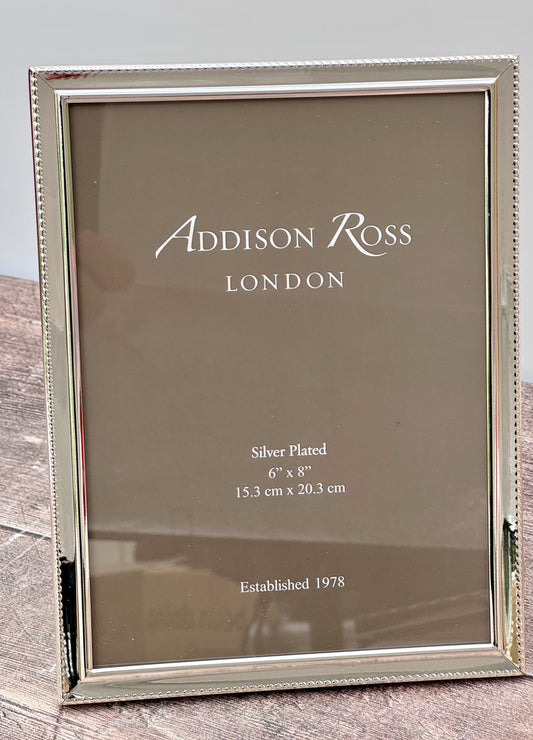 ADDISON ROSS
LONDON
Silver Plated
6” x 8”
15.3 cm x 20.3 cm
Established 1978